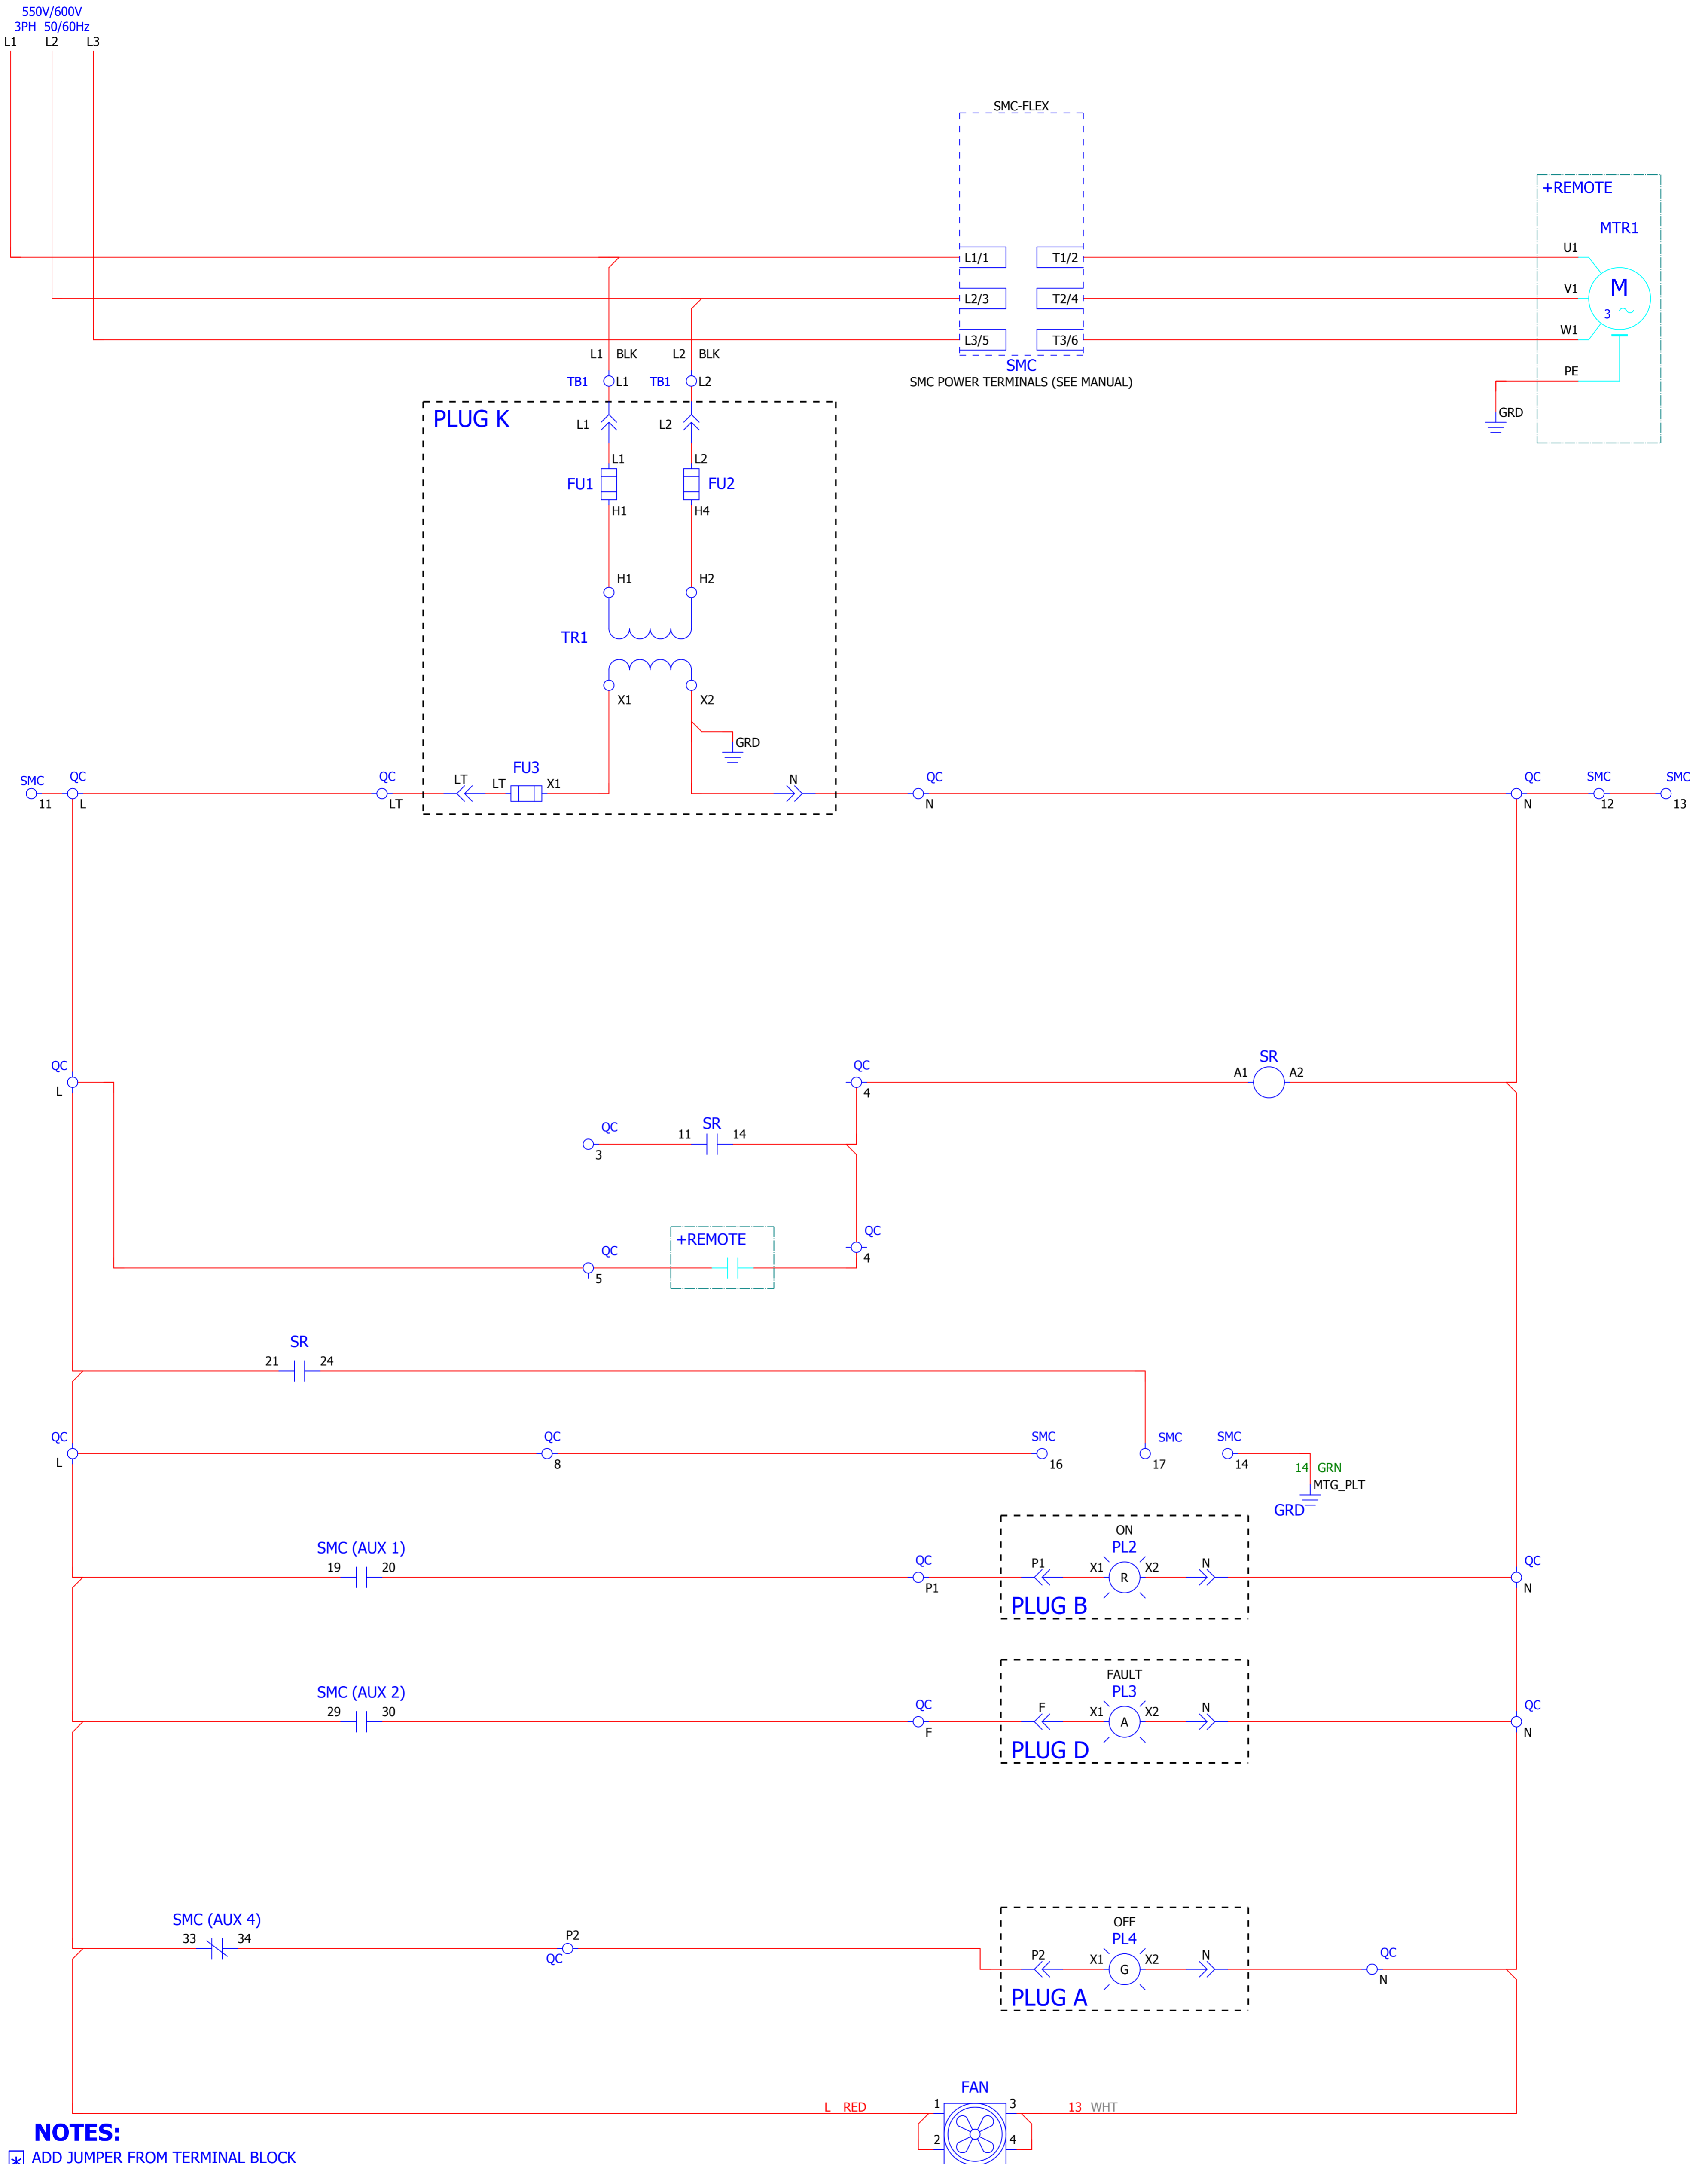 550V/600V
3PH 50/60Hz
L1 L2 L3
SMC-FLEX
+REMOTE
MTR1
U1
L1/1 T1/2
V1
M
3
L2/3 T2/4
W1
L3/5 T3/6
L1 BLK L2 BLK
SMC
PE
TB1 L1 TB1 L2
SMC POWER TERMINALS (SEE MANUAL)
PLUG K
L1 L2
GRD
L1 L2
FU1 FU2
H1 H4
H1 H2
TR1
X1 X2
GRD
FU3
SMC QC QC LT LT X1 N QC QC SMC SMC
11 L LT N N 12 13
QC QC SR
L 4 A1 A2
QC 11 SR 14
3
+REMOTE QC
QC 4
5
SR
21 24
QC QC SMC SMC SMC
L 8 16 17 14
14 GRN
MTG_PLT
GRD
ON
SMC (AUX 1) PL2
19 20 QC P1 X1 R X2 N QC
P1 N
PLUG B
FAULT
SMC (AUX 2) PL3
29 30 QC F X1 A X2 N QC
F N
PLUG D
SMC (AUX 4) OFF
33 34 P2 PL4
QC P2 X1 G X2 N QC
N
PLUG A
FAN
L RED 1 3 13 WHT
2 4
NOTES:
* ADD JUMPER FROM TERMINAL BLOCK